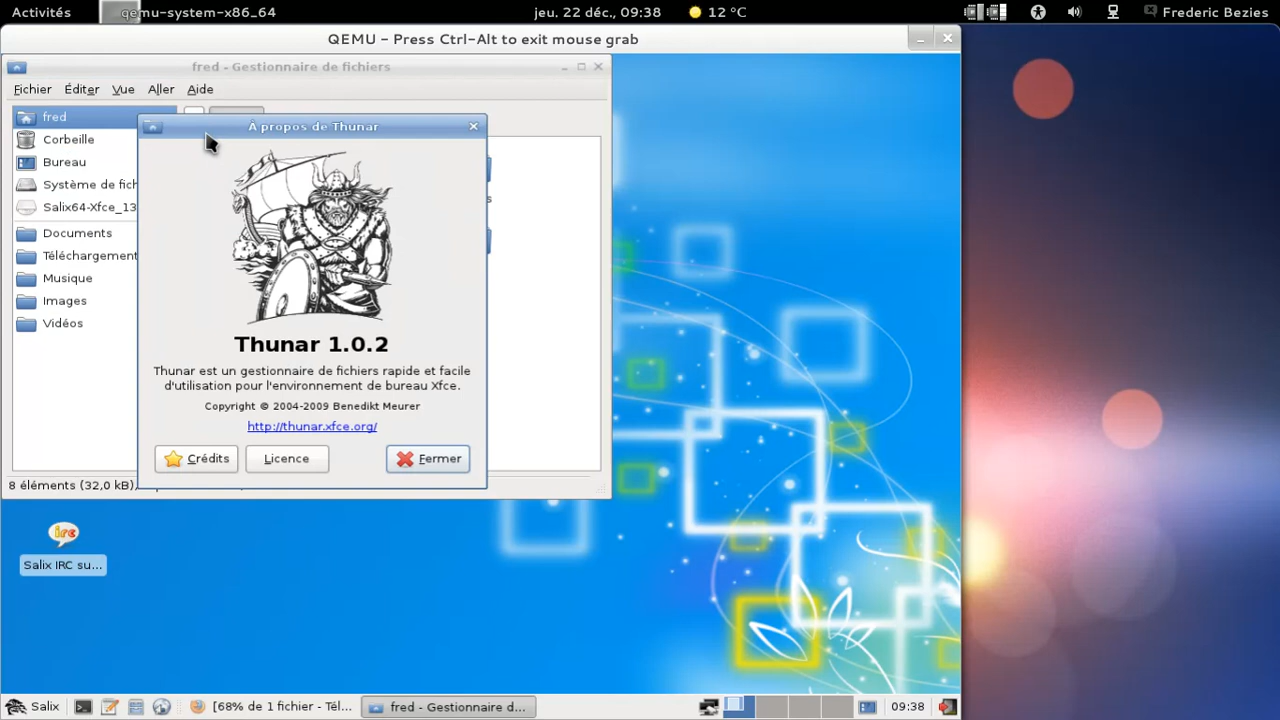 Activités qemu-system-x86_64 jeu. 22 déc., 09:38 12 °C Frederic Bezies
QEMU - Press Ctrl-Alt to exit mouse grab
fred - Gestionnaire de fichiers
Fichier Éditer Vue Aller Aide
fred
À propos de Thunar
Corbeille
Bureau
Système de fich
Salix64-Xfce_13
Documents
Téléchargement
Musique
Images
Vidéos
Thunar 1.0.2
Thunar est un gestionnaire de fichiers rapide et facile
d'utilisation pour l'environnement de bureau Xfce.
Copyright © 2004-2009 Benedikt Meurer
http://thunar.xfce.org/
Crédits Licence Fermer
8 éléments (32,0 kB),
irc
Salix IRC su...
Salix [68% de 1 fichier - Tél... fred - Gestionnaire d... 09:38